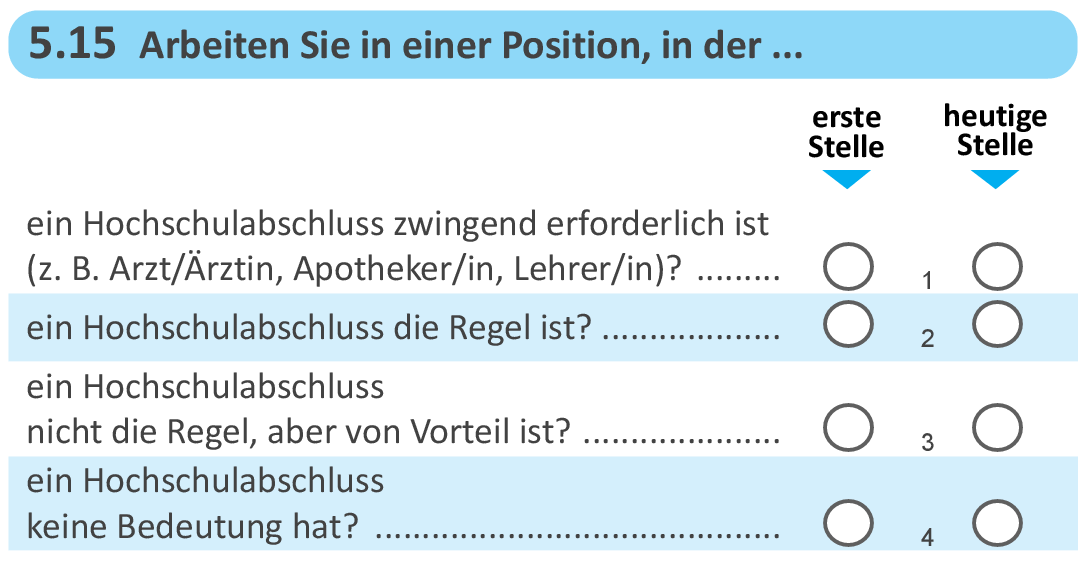 5.15 Arbeiten Sie in einer Position, in der ...
erste
Stelle
heutige
Stelle
ein Hochschulabschluss zwingend erforderlich ist
(z. B. Arzt/Ärztin, Apotheker/in, Lehrer/in)? ......... 1
ein Hochschulabschluss die Regel ist? ................... 2
ein Hochschulabschluss
nicht die Regel, aber von Vorteil ist? ..................... 3
ein Hochschulabschluss
keine Bedeutung hat? ........................................... 4